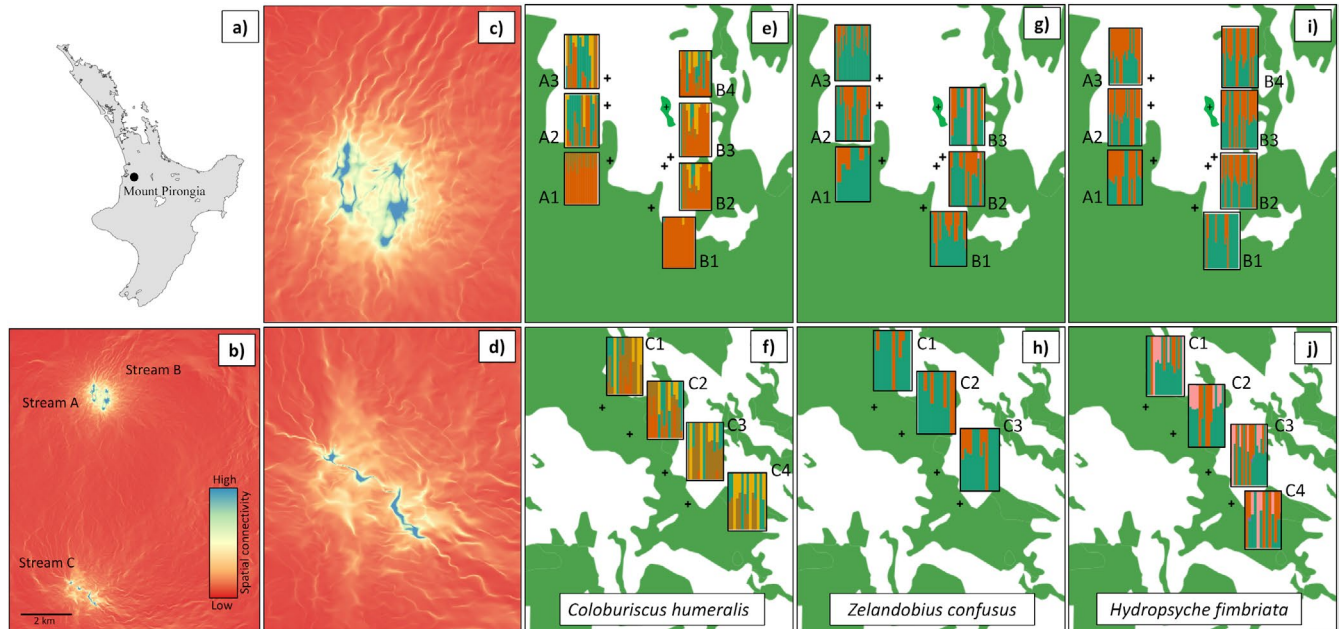 a)
Mount Pirongia
b)
Stream B
Stream A
Stream C
2 km
High
Spatial connectivity
Low
c)
d)
e)
A3
A2
A1
B4
B3
B2
B1
f)
C1
C2
C3
C4
Coloburiscus humeralis
g)
A3
A2
A1
B3
B2
B1
h)
C1
C2
C3
Zelandobius confusus
i)
A3
A2
A1
B4
B3
B2
B1
j)
C1
C2
C3
C4
Hydropsyche fimbriata